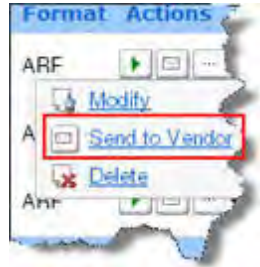 Format Actions
ARF
Modify
A
Send to Vendor
Delete
ARF